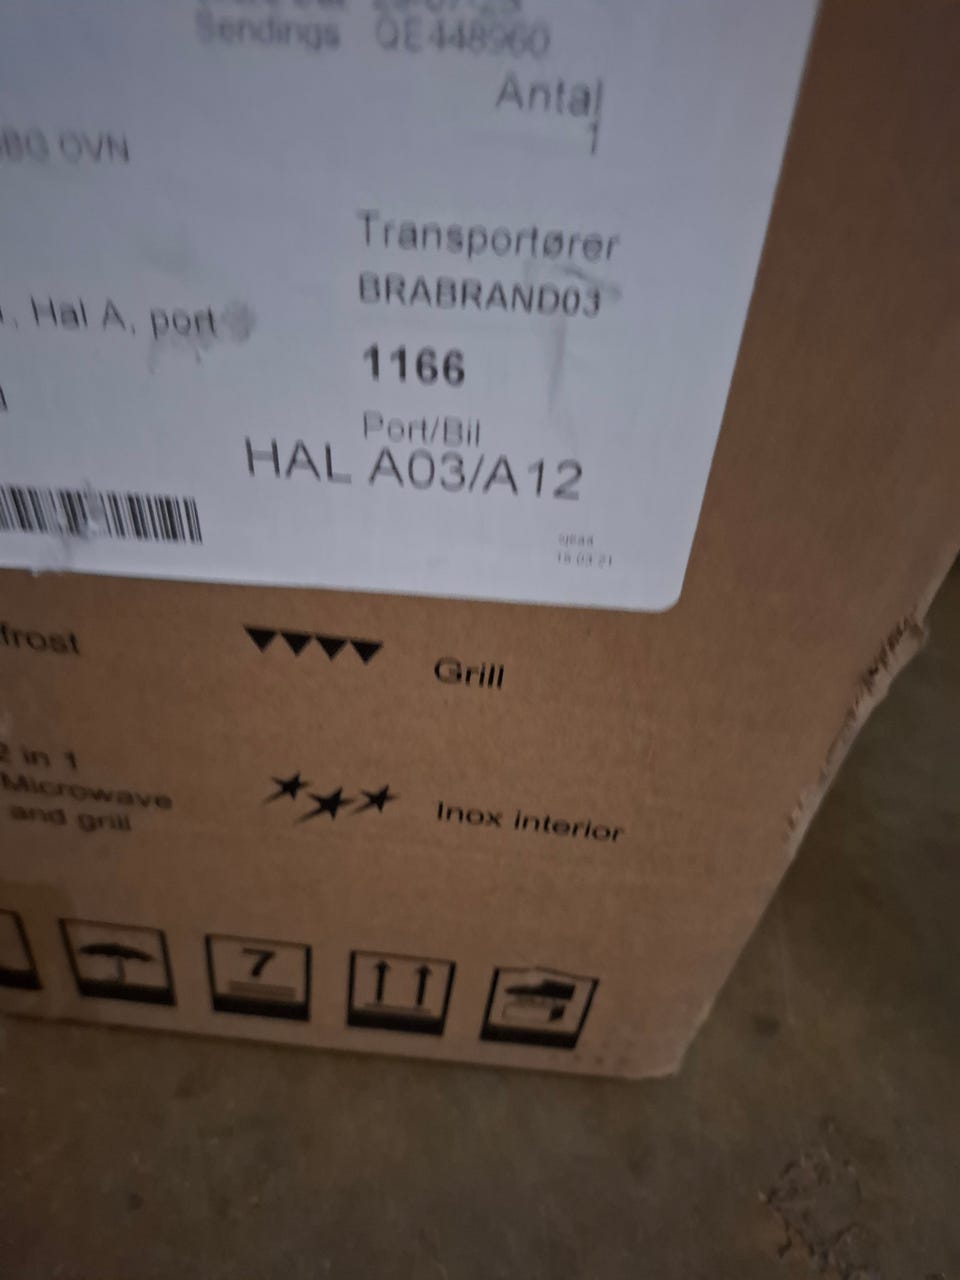 Sendings QE448960
Antal
1
BG OVN
Transportører
BRABRAND03
, Hal A, port
1166
Port/Bil
HAL A03/A12
frost
Grill
2 in 1
Microwave
and grill
Inox interior
7